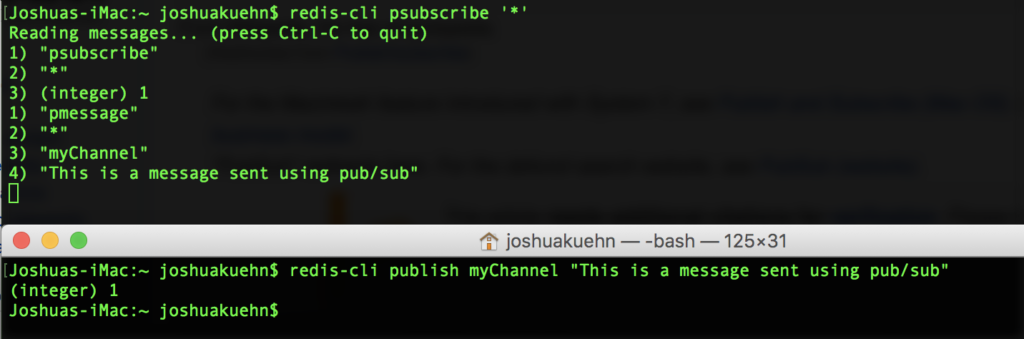 [Joshuas-iMac:~ joshuakuehn$ redis-cli psubscribe '*'
Reading messages... (press Ctrl-C to quit)
1) "psubscribe"
2) "*"
3) (integer) 1
1) "pmessage"
2) "*"
3) "myChannel"
4) "This is a message sent using pub/sub"
joshuakuehn — -bash — 125×31
[Joshuas-iMac:~ joshuakuehn$ redis-cli publish myChannel "This is a message sent using pub/sub"
(integer) 1
Joshuas-iMac:~ joshuakuehn$